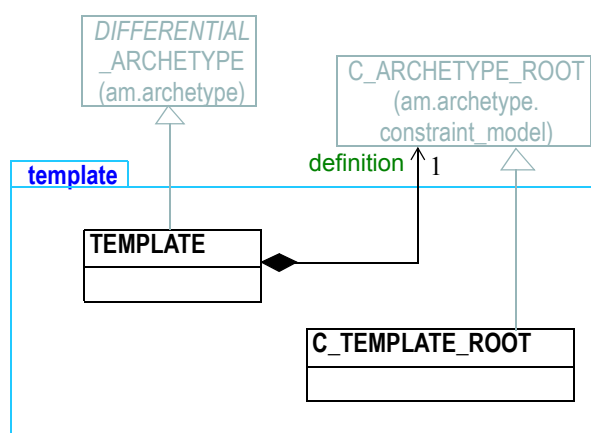 DIFFERENTIAL
_ARCHETYPE
(am.archetype)
C_ARCHETYPE_ROOT
(am.archetype.
constraint_model)
definition 1
template
TEMPLATE
C_TEMPLATE_ROOT